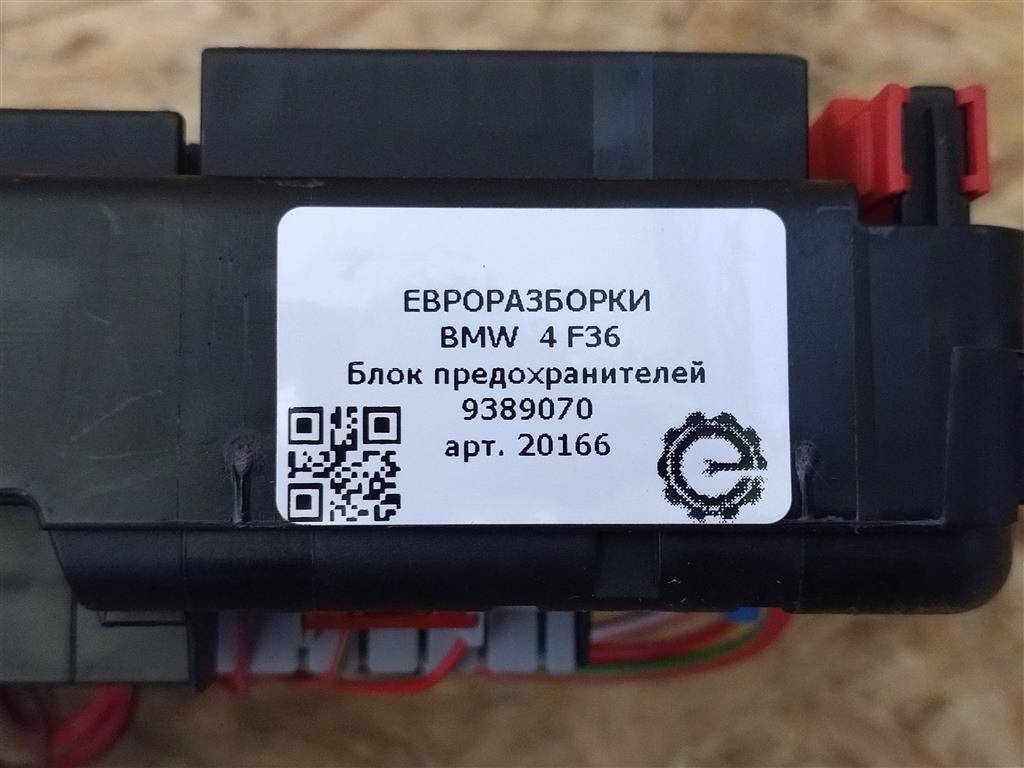 ЕВРОРАЗБОРКИ
BMW 4 F36
Блок предохранителей
9389070
арт. 20166